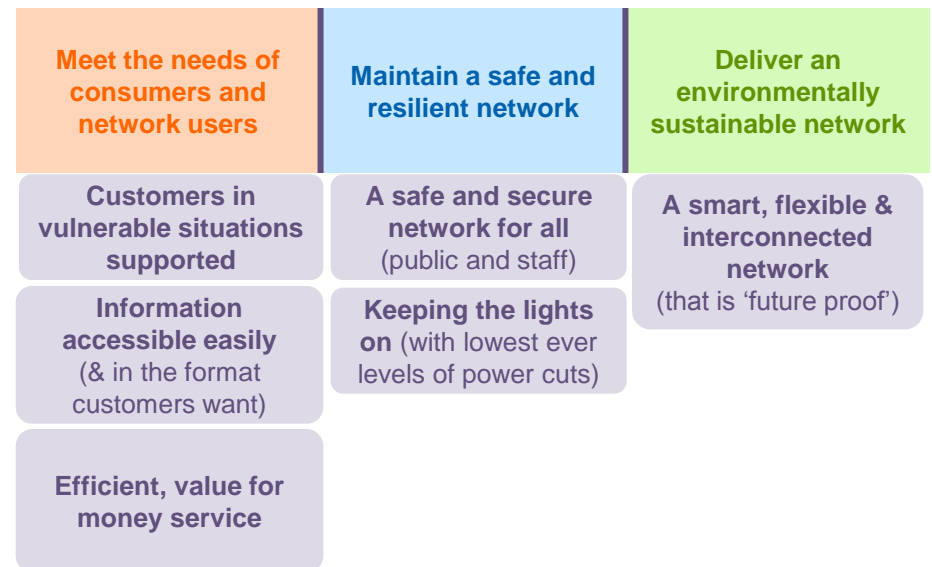 Meet the needs of
consumers and
network users
Maintain a safe and
resilient network
Deliver an
environmentally
sustainable network
Customers in
vulnerable situations
supported
Information
accessible easily
(& in the format
customers want)
Efficient, value for
money service
A safe and secure
network for all
(public and staff)
Keeping the lights
on (with lowest ever
levels of power cuts)
A smart, flexible &
interconnected
network
(that is ‘future proof’)